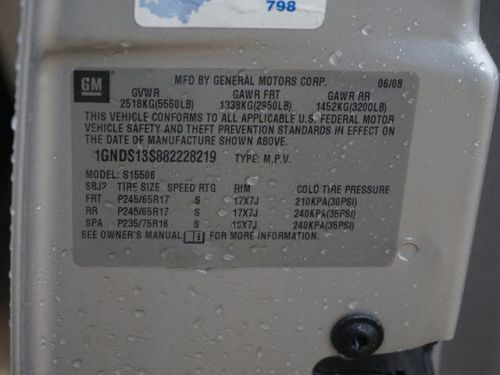 798
GM
MFD BY GENERAL MOTORS CORP. 06/08
GVWR GAWR FRT GAWR RR
2518KG(5550LB) 1338KG(2950LB) 1452KG(3200LB)
THIS VEHICLE CONFORMS TO ALL APPLICABLE U.S. FEDERAL MOTOR
VEHICLE SAFETY AND THEFT PREVENTION STANDARDS IN EFFECT ON
THE DATE OF MANUFACTURE SHOWN ABOVE.
1GNDS13S882228219 TYPE: M.P.V.
MODEL: S15506
SBJ2 TIRE SIZE SPEED RTG RIM COLD TIRE PRESSURE
FRT P245/65R17 S 17X7J 210KPA(30PSI)
RR P245/65R17 S 17X7J 240KPA(35PSI)
SPA P235/75R16 S 16X7J 240KPA(35PSI)
SEE OWNER'S MANUAL FOR MORE INFORMATION.